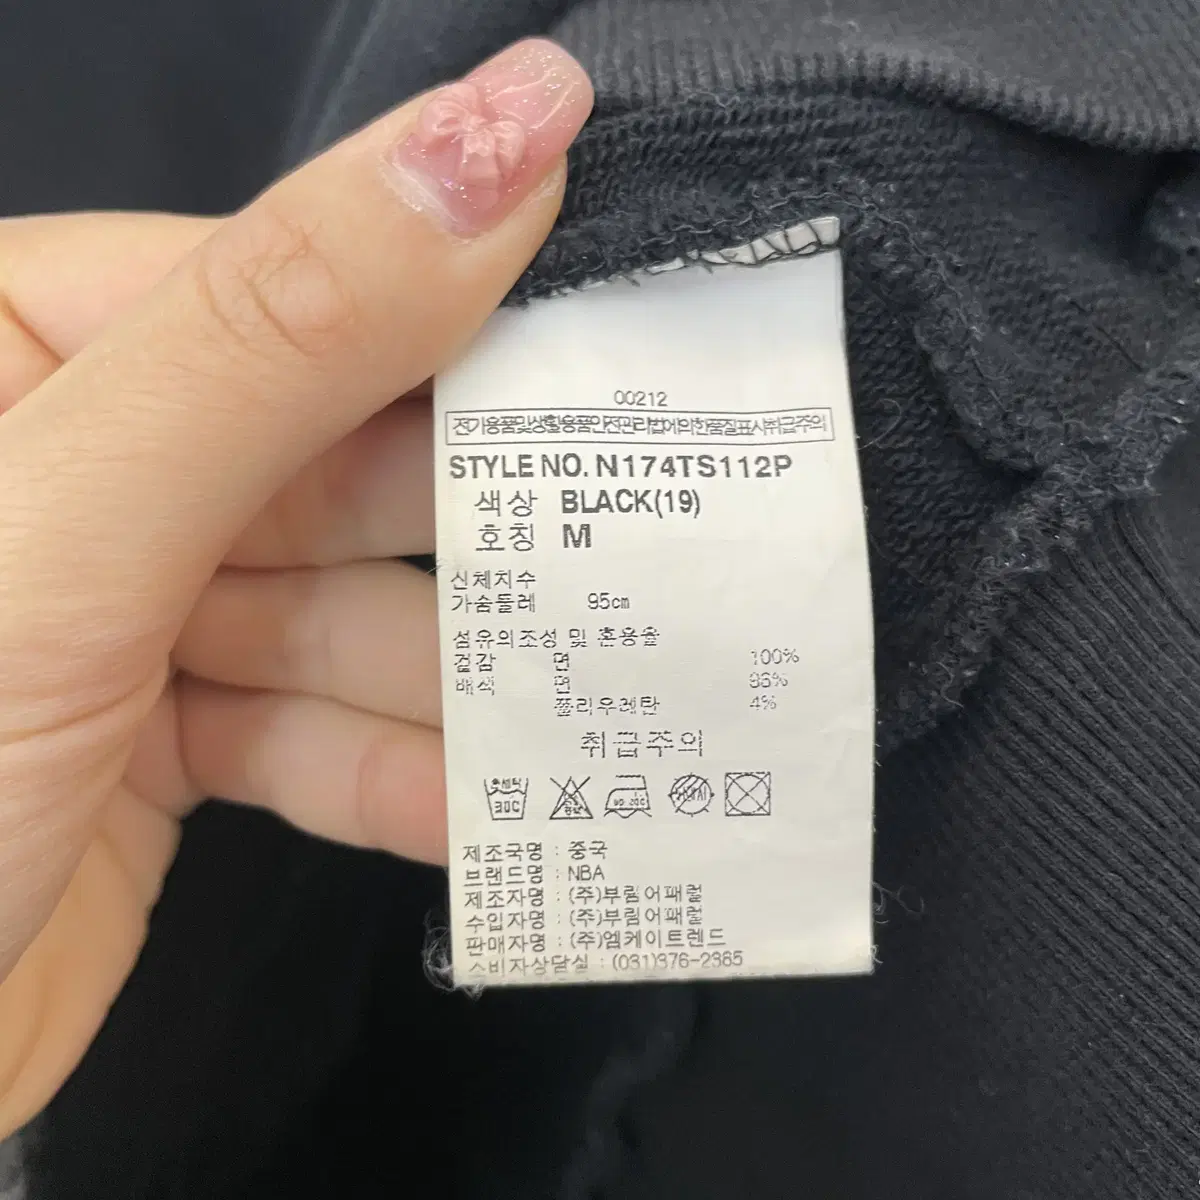 00212
전기용품및생활용품안전관리법에의한품질표시취급주의
STYLE NO. N174TS112P
색상 BLACK(19)
호칭 M
신체치수
가슴둘레 95cm
섬유의조성 및 혼용율
겉감 면 100%
배색 면 96%
폴리우레탄 4%
취급주의
30C
제조국명 : 중국
브랜드명 : NBA
제조자명 : (주)부림어패럴
수입자명 : (주)부림어패럴
판매자명 : (주)엠케이트렌드
소비자상담실 : (031)376-2385